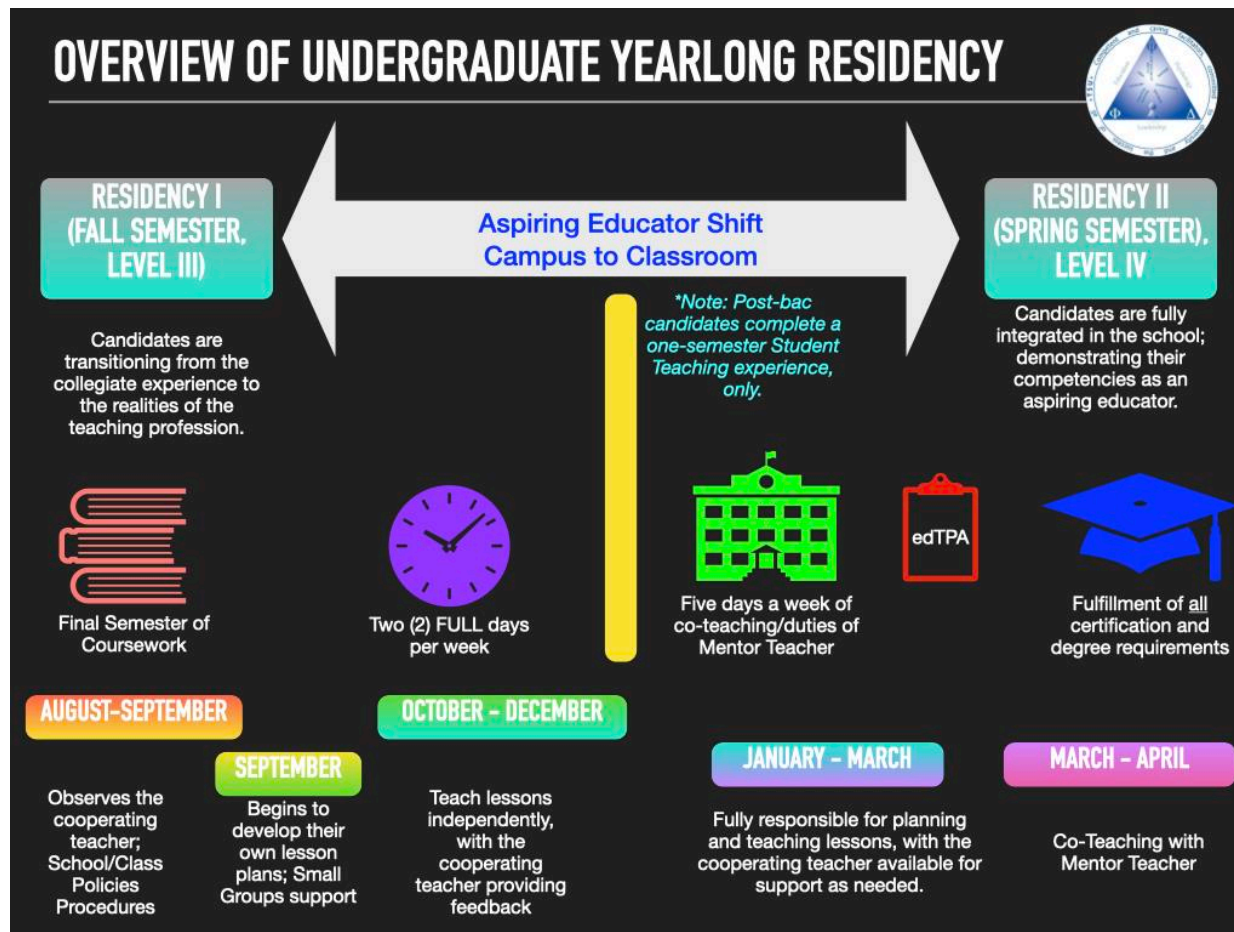 OVERVIEW OF UNDERGRADUATE YEARLONG RESIDENCY
RESIDENCY I
(FALL SEMESTER,
LEVEL III)
Aspiring Educator Shift
Campus to Classroom
RESIDENCY II
(SPRING SEMESTER),
LEVEL IV
Candidates are
transitioning from the
collegiate experience to
the realities of the
teaching profession.
*Note: Post-bac
candidates complete a
one-semester Student
Teaching experience,
only.
Candidates are fully
integrated in the school;
demonstrating their
competencies as an
aspiring educator.
Final Semester of
Coursework
Two (2) FULL days
per week
Five days a week of
co-teaching/duties of
Mentor Teacher
edTPA
Fulfillment of all
certification and
degree requirements
AUGUST-SEPTEMBER
Observes the
cooperating
teacher;
School/Class
Policies
Procedures
SEPTEMBER
Begins to
develop their
own lesson
plans; Small
Groups support
OCTOBER - DECEMBER
Teach lessons
independently,
with the
cooperating
teacher providing
feedback
JANUARY - MARCH
Fully responsible for planning
and teaching lessons, with the
cooperating teacher available for
support as needed.
MARCH - APRIL
Co-Teaching with
Mentor Teacher